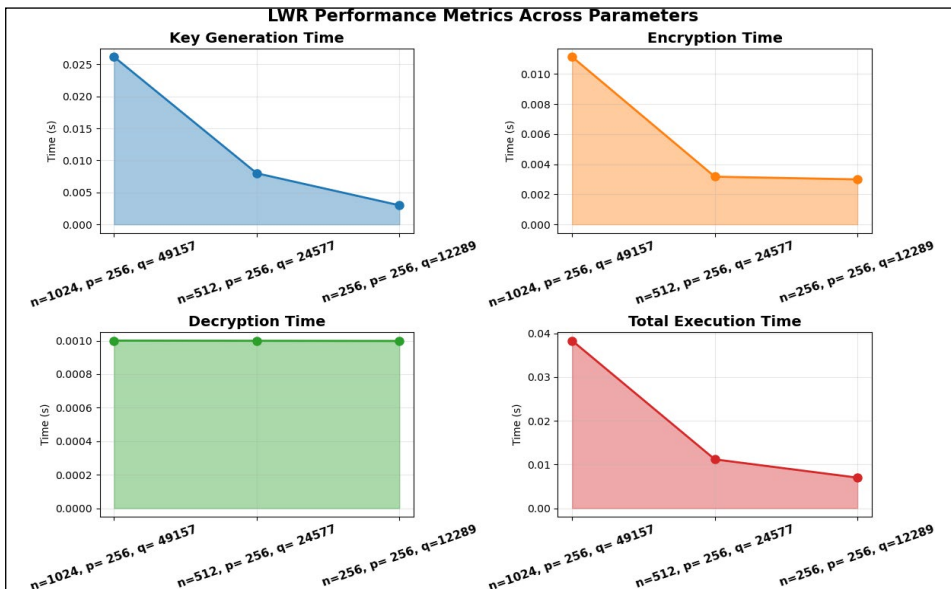 LWR Performance Metrics Across Parameters
Key Generation Time
Time (s)
0.025
0.020
0.015
0.010
0.005
0.000
n=1024, p= 256, q= 49157
n=512, p= 256, q= 24577
n=256, p= 256, q=12289
Encryption Time
Time (s)
0.010
0.008
0.006
0.004
0.002
0.000
n=1024, p= 256, q= 49157
n=512, p= 256, q= 24577
n=256, p= 256, q=12289
Decryption Time
Time (s)
0.0010
0.0008
0.0006
0.0004
0.0002
0.0000
n=1024, p= 256, q= 49157
n=512, p= 256, q= 24577
n=256, p= 256, q=12289
Total Execution Time
Time (s)
0.04
0.03
0.02
0.01
0.00
n=1024, p= 256, q= 49157
n=512, p= 256, q= 24577
n=256, p= 256, q=12289